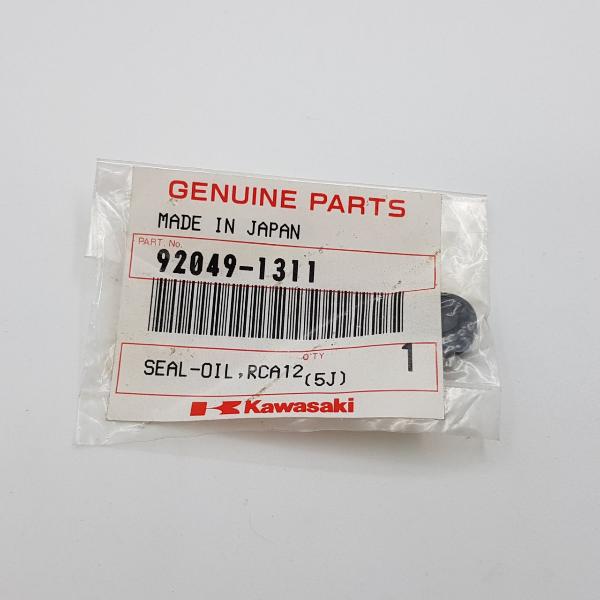 GENUINE PARTS
MADE IN JAPAN
PART. No.
92049-1311
Q'TY
1
SEAL-OIL,RCA12(5J)
Kawasaki